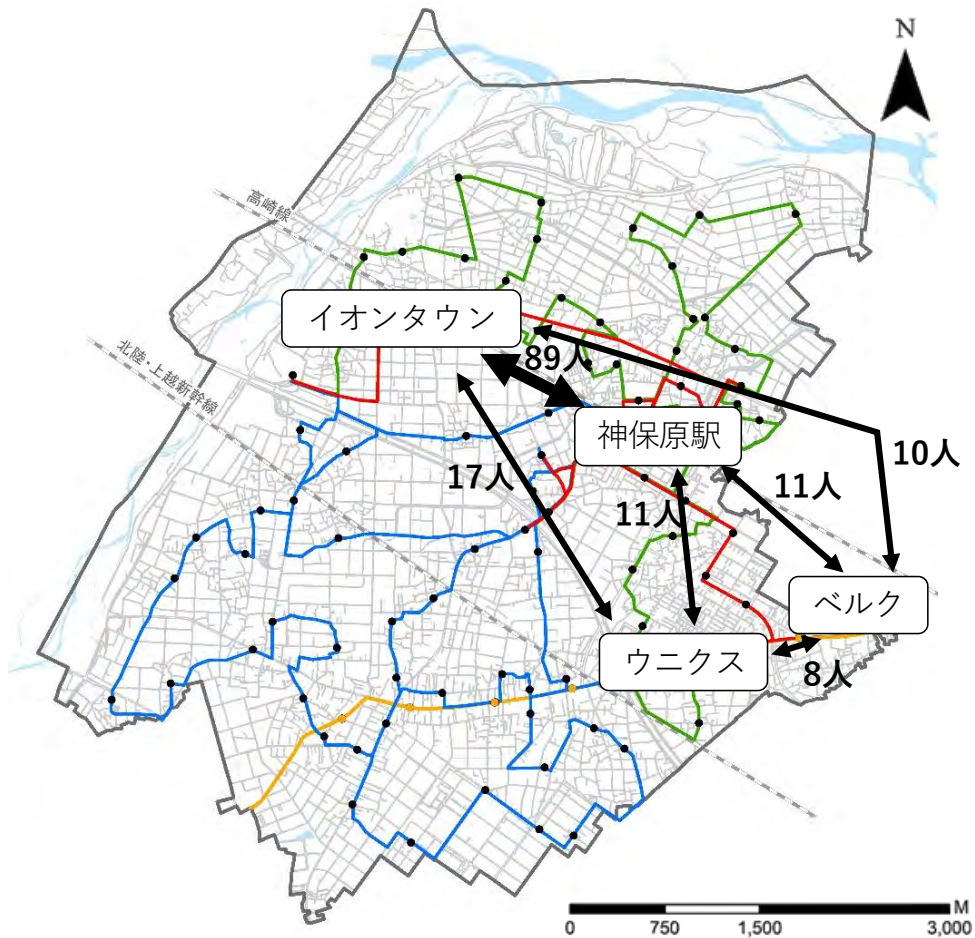 N
高崎線
イオンタウン
北陸・上越新幹線
89人
神保原駅
10人
17人
11人
11人
ベルク
ウニクス
8人
M
0 750 1,500 3,000